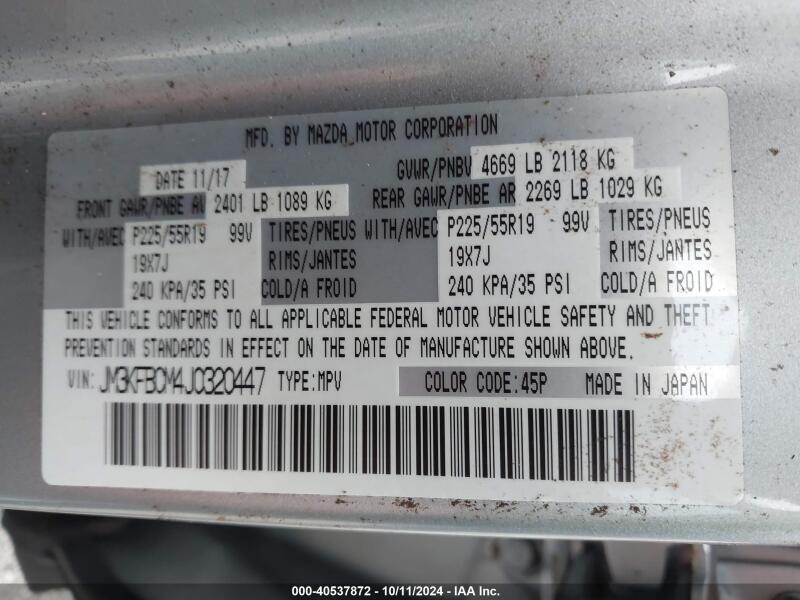 MFD. BY MAZDA MOTOR CORPORATION
DATE 11/17 GVWR/PNBV 4669 LB 2118 KG
FRONT GAWR/PNBE AV 2401 LB 1089 KG REAR GAWR/PNBE AR 2269 LB 1029 KG
WITH/AVEC P225/55R19 99V TIRES/PNEUS WITH/AVEC P225/55R19 99V TIRES/PNEUS
19X7J RIMS/JANTES 19X7J RIMS/JANTES
240 KPA/35 PSI COLD/A FROID 240 KPA/35 PSI COLD/A FROID
THIS VEHICLE CONFORMS TO ALL APPLICABLE FEDERAL MOTOR VEHICLE SAFETY AND THEFT
PREVENTION STANDARDS IN EFFECT ON THE DATE OF MANUFACTURE SHOWN ABOVE.
VIN: JM3KFBCM4J0320447 TYPE:MPV COLOR CODE:45P MADE IN JAPAN
000-40537872 - 10/11/2024 - IAA Inc.